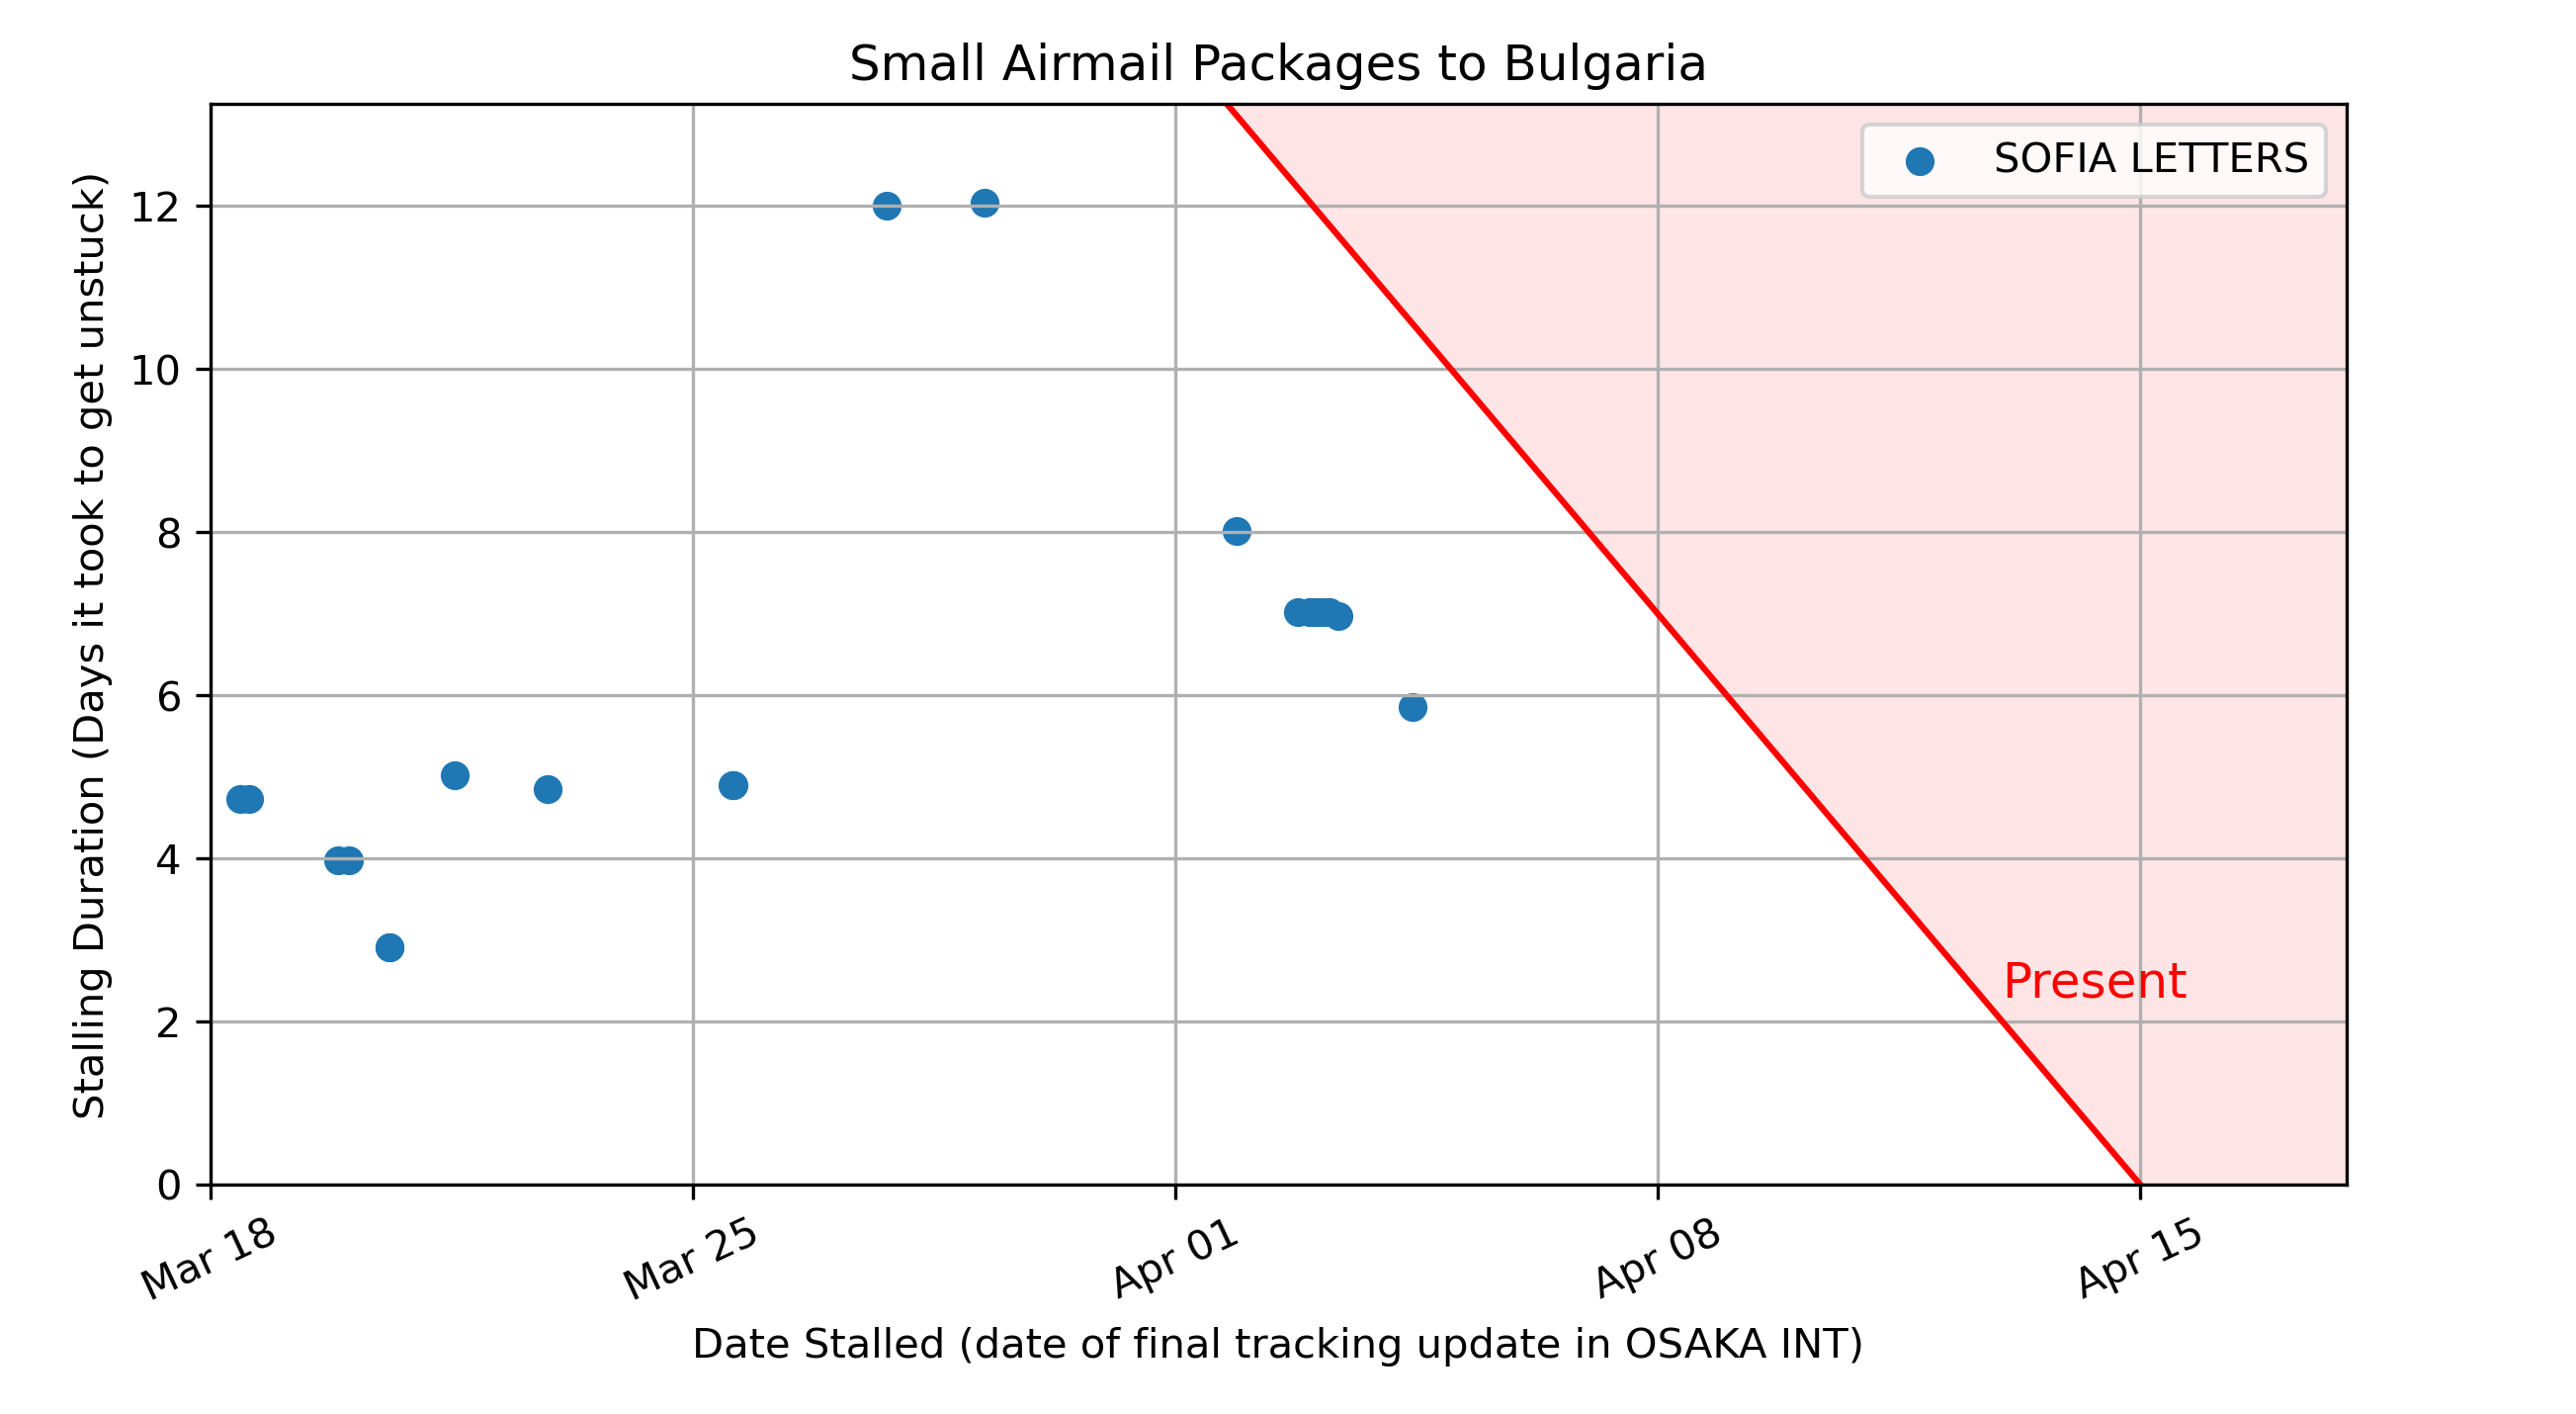 Small Airmail Packages to Bulgaria
SOFIA LETTERS
Stalling Duration (Days it took to get unstuck)
12
10
8
6
4
2
0
Present
Mar 18
Mar 25
Apr 01
Apr 08
Apr 15
Date Stalled (date of final tracking update in OSAKA INT)